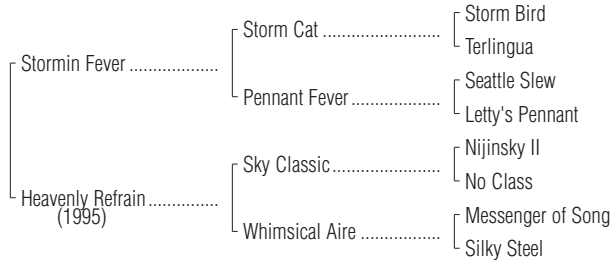 Storm Bird
Storm Cat ........................
Terlingua
Stormin Fever ..................
Seattle Slew
Pennant Fever ..................
Letty's Pennant
Nijinsky II
Sky Classic ......................
No Class
Heavenly Refrain ..............
(1995)
Messenger of Song
Whimsical Aire ................
Silky Steel